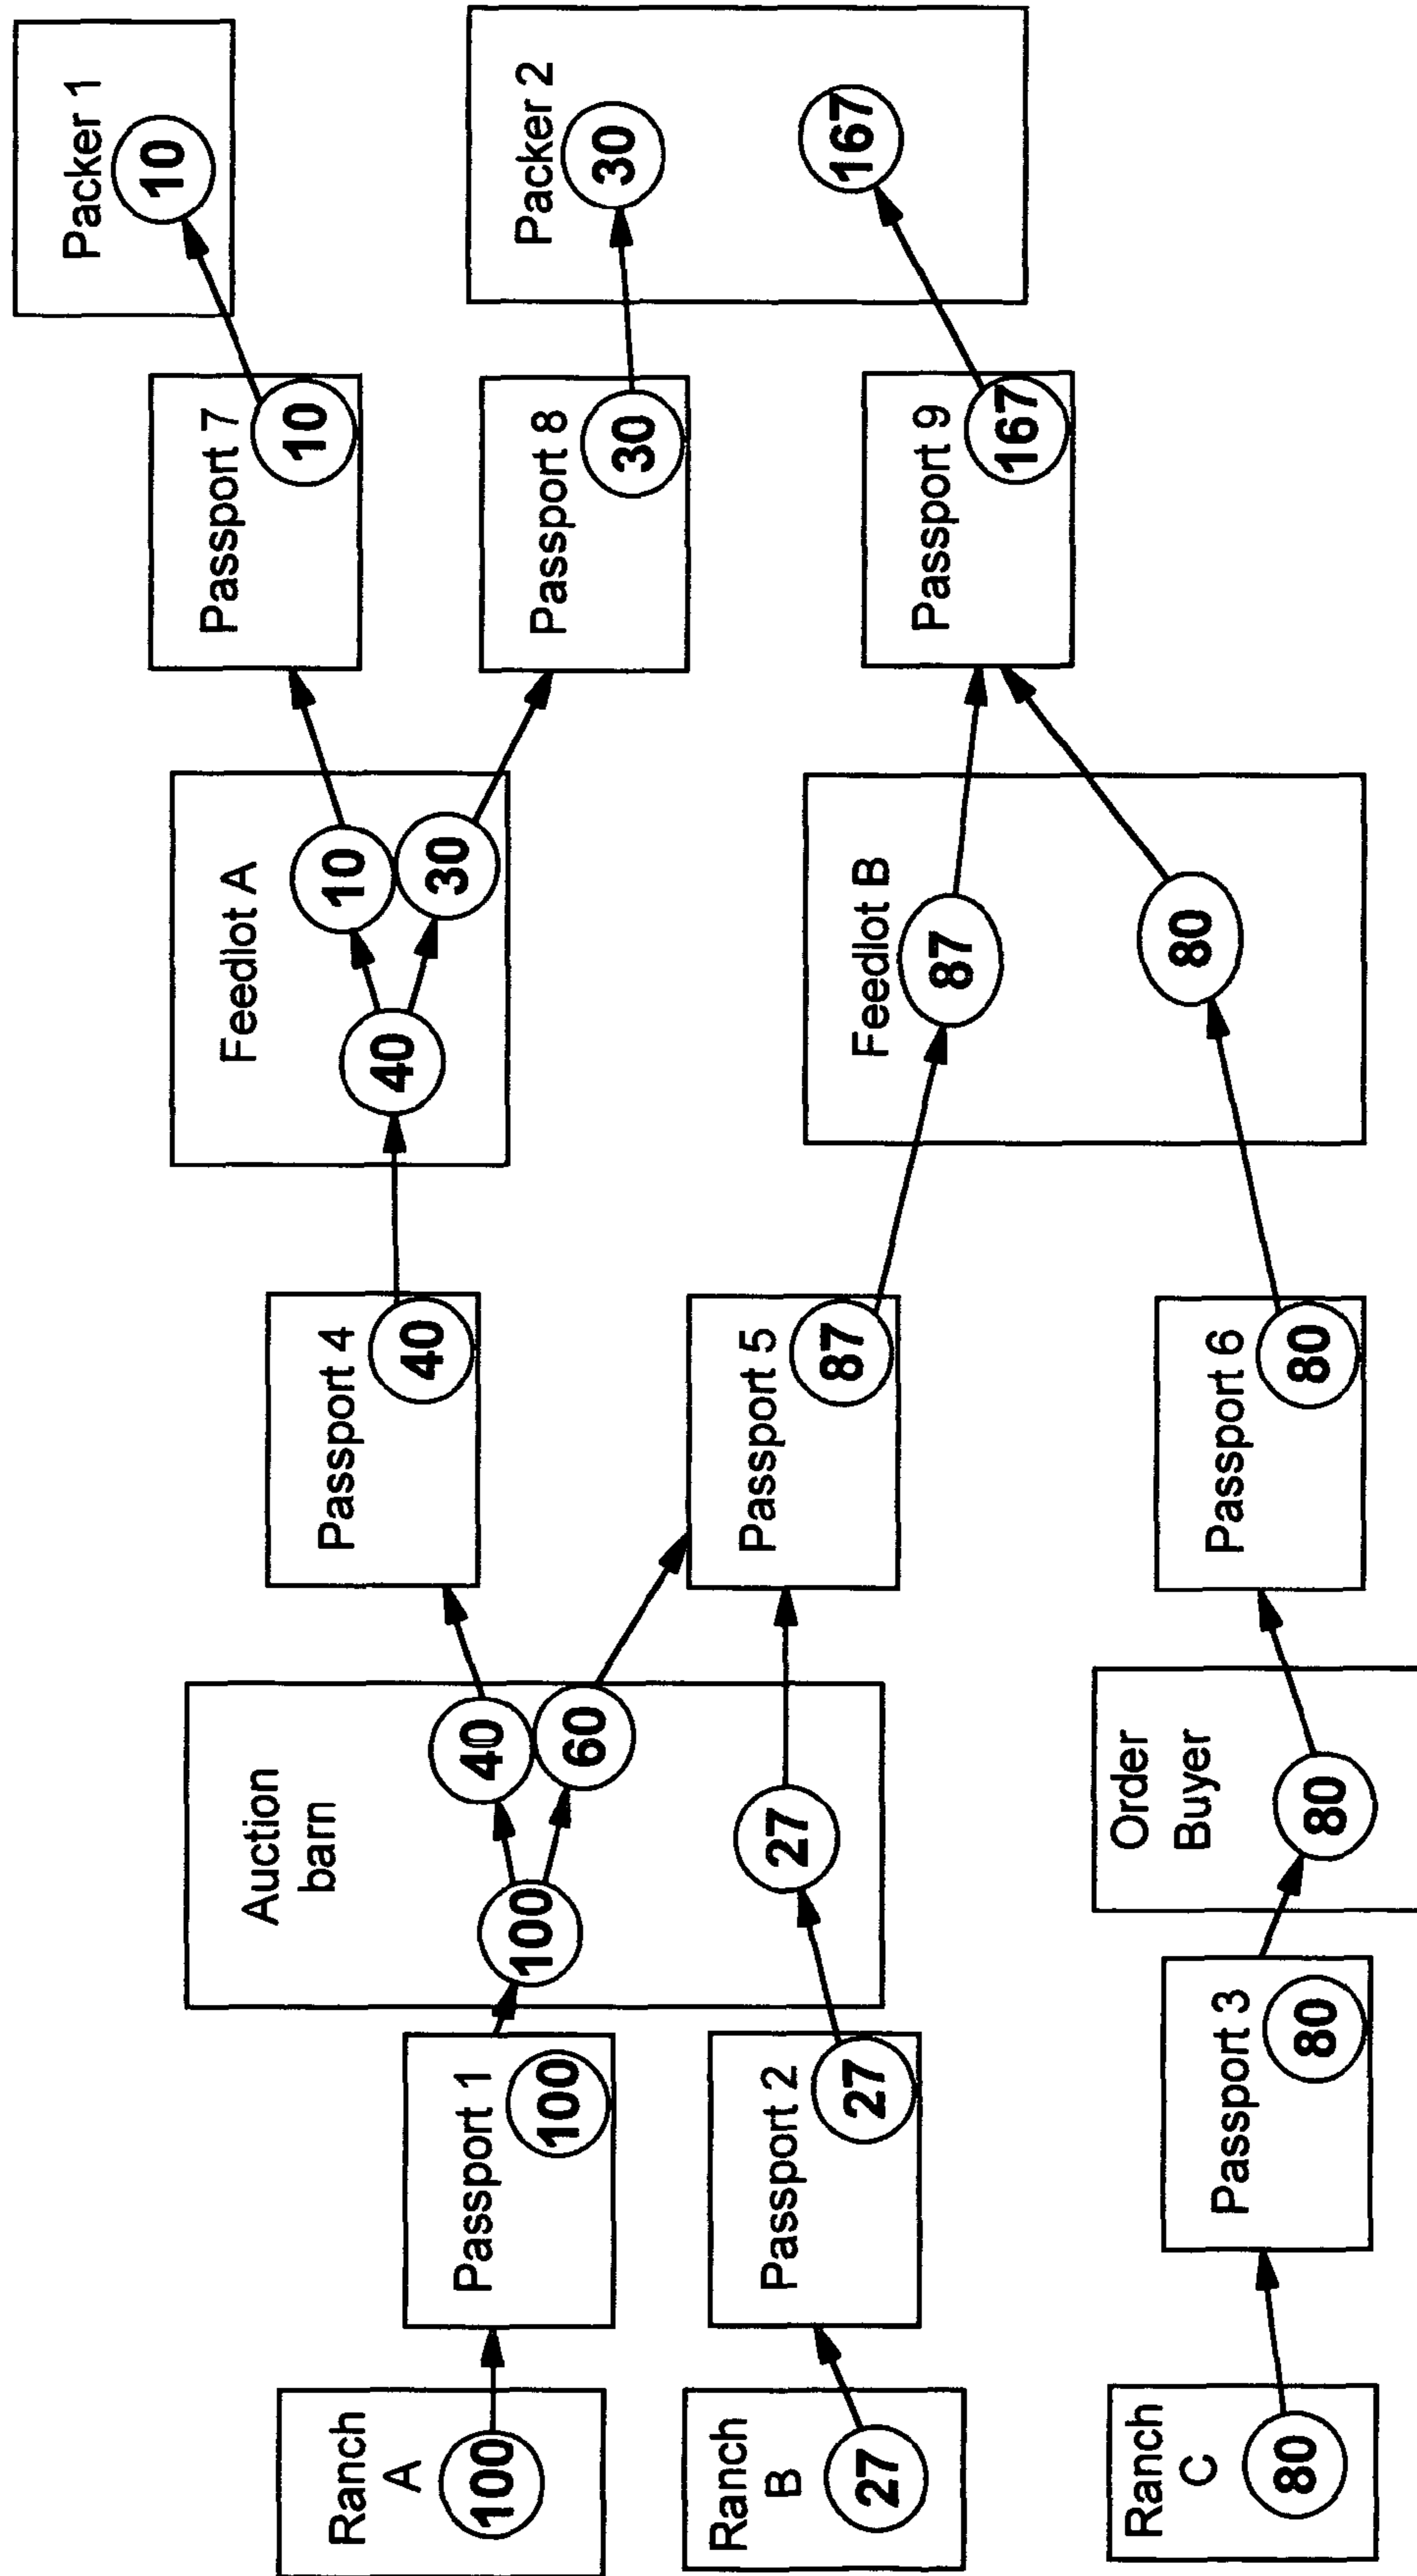 Ranch
A
100
Passport 1
100
Auction
barn
100
40
60
Passport 4
40
Feedlot A
40
10
30
Passport 7
10
Packer 1
10
Passport 8
30
Packer 2
30
167
Ranch
B
27
Passport 2
27
27
Passport 5
87
Feedlot B
87
80
Passport 9
167
Ranch
C
80
Passport 3
80
Order
Buyer
80
Passport 6
80